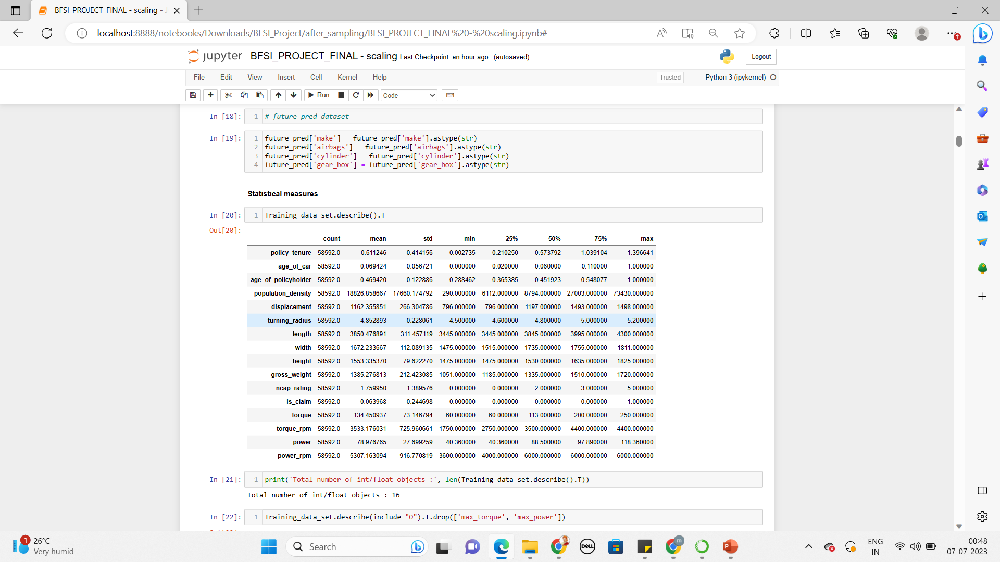 BFSI_PROJECT_FINAL - scaling - J
localhost:8888/notebooks/Downloads/BFSI_Project/after_sampling/BFSI_PROJECT_FINAL%20-%20scaling.ipynb#
jupyter BFSI_PROJECT_FINAL - scaling Last Checkpoint: an hour ago (autosaved) Logout
File Edit View Insert Cell Kernel Help Trusted Python 3 (ipykernel)
Run Code
In [18]: 1 # future_pred dataset
In [19]: 1 future_pred['make'] = future_pred['make'].astype(str)
2 future_pred['airbags'] = future_pred['airbags'].astype(str)
3 future_pred['cylinder'] = future_pred['cylinder'].astype(str)
4 future_pred['gear_box'] = future_pred['gear_box'].astype(str)
Statistical measures
In [20]: 1 Training_data_set.describe().T
Out[20]:
count mean std min 25% 50% 75% max
policy_tenure 58592.0 0.611246 0.414156 0.002735 0.210250 0.573792 1.039104 1.396641
age_of_car 58592.0 0.069424 0.056721 0.000000 0.020000 0.060000 0.110000 1.000000
age_of_policyholder 58592.0 0.469420 0.122886 0.288462 0.365385 0.451923 0.548077 1.000000
population_density 58592.0 18826.858667 17660.174792 290.000000 6112.000000 8794.000000 27003.000000 73430.000000
displacement 58592.0 1162.355851 266.304786 796.000000 796.000000 1197.000000 1493.000000 1498.000000
turning_radius 58592.0 4.852893 0.228061 4.500000 4.600000 4.800000 5.000000 5.200000
length 58592.0 3850.476891 311.457119 3445.000000 3445.000000 3845.000000 3995.000000 4300.000000
width 58592.0 1672.233667 112.089135 1475.000000 1515.000000 1735.000000 1755.000000 1811.000000
height 58592.0 1553.335370 79.622270 1475.000000 1475.000000 1530.000000 1635.000000 1825.000000
gross_weight 58592.0 1385.276813 212.423085 1051.000000 1185.000000 1335.000000 1510.000000 1720.000000
ncap_rating 58592.0 1.759950 1.389576 0.000000 0.000000 2.000000 3.000000 5.000000
is_claim 58592.0 0.063968 0.244698 0.000000 0.000000 0.000000 0.000000 1.000000
torque 58592.0 134.450937 73.146794 60.000000 60.000000 113.000000 200.000000 250.000000
torque_rpm 58592.0 3533.176031 725.960661 1750.000000 2750.000000 3500.000000 4400.000000 4400.000000
power 58592.0 78.976765 27.699259 40.360000 40.360000 88.500000 97.890000 118.360000
power_rpm 58592.0 5307.163094 916.770819 3600.000000 4000.000000 6000.000000 6000.000000 6000.000000
In [21]: 1 print('Total number of int/float objects :', len(Training_data_set.describe().T))
Total number of int/float objects : 16
In [22]: 1 Training_data_set.describe(include="O").T.drop(['max_torque', 'max_power'])
1 26°C
Very humid
Search
DELL
m
P
ENG
IN
00:48
07-07-2023